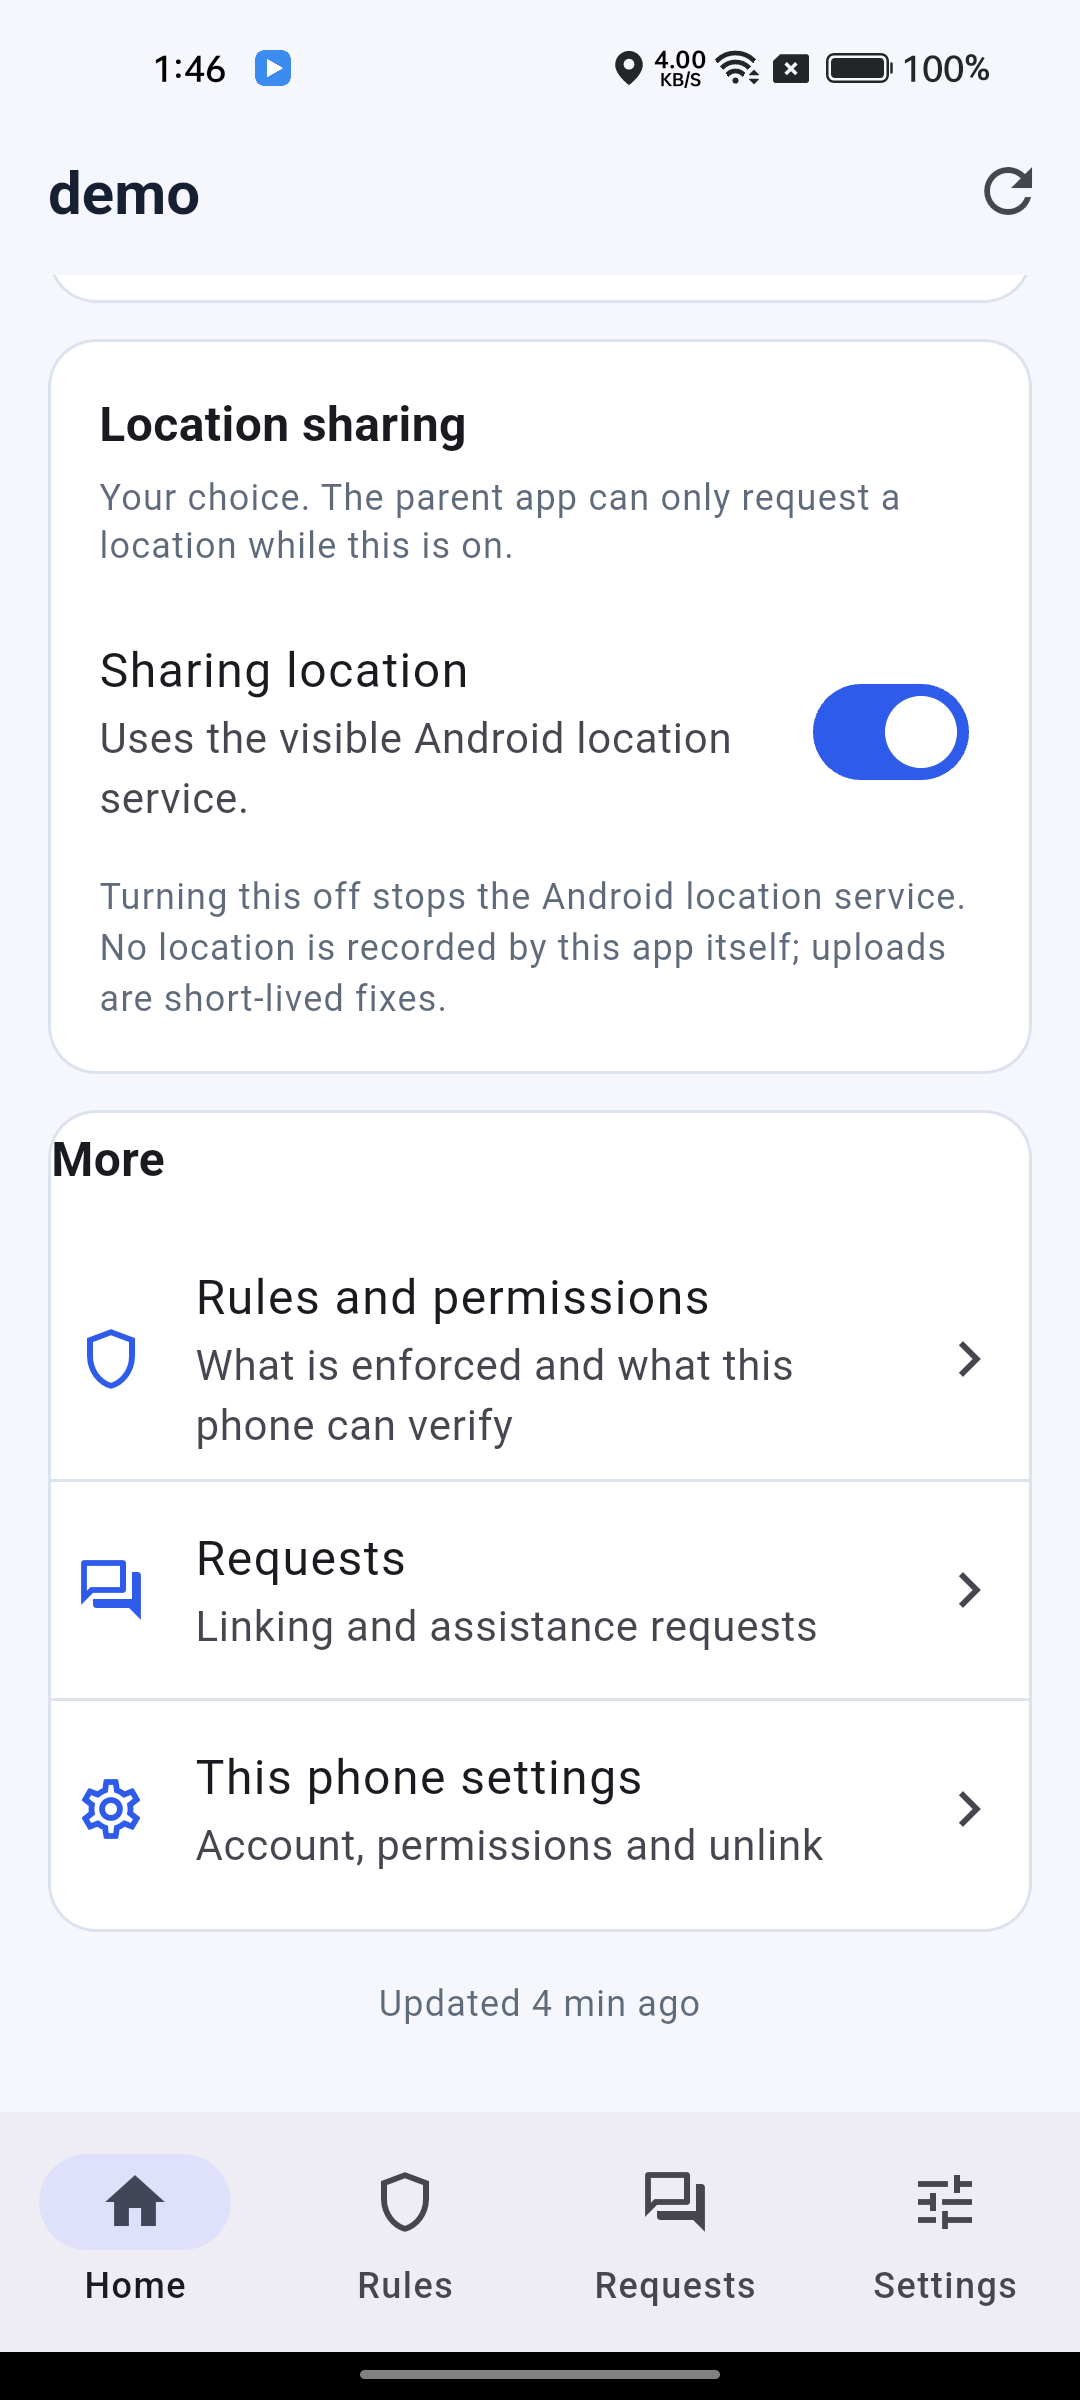 1:46
4.00
KB/S
100%
demo
Location sharing
Your choice. The parent app can only request a
location while this is on.
Sharing location
Uses the visible Android location
service.
Turning this off stops the Android location service.
No location is recorded by this app itself; uploads
are short-lived fixes.
More
Rules and permissions
What is enforced and what this
phone can verify
Requests
Linking and assistance requests
This phone settings
Account, permissions and unlink
Updated 4 min ago
Home
Rules
Requests
Settings